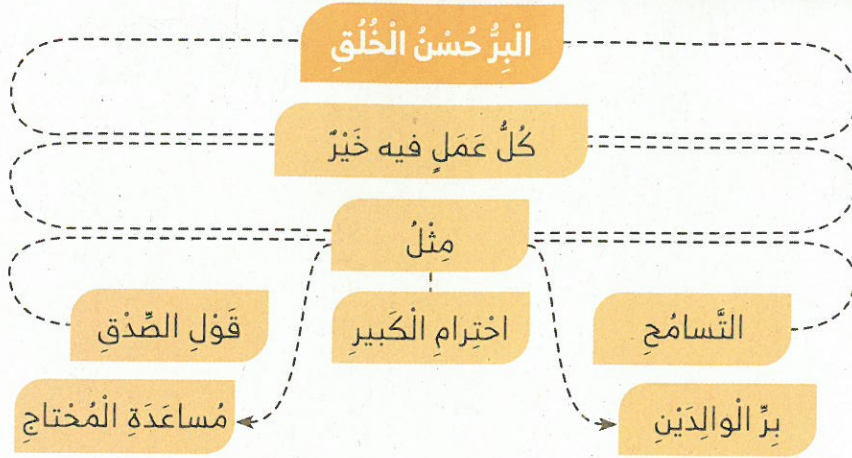 الْبِرُّ حُسْنُ الْخُلُقِ
كُلُّ عَمَلٍ فيه خَيْرٌ
مِثْلُ
التَّسامُحِ
احْتِرامِ الْكَبيرِ
قَوْلِ الصِّدْقِ
بِرِّ الْوالِدَيْنِ
مُساعَدَةِ الْمُحْتاجِ